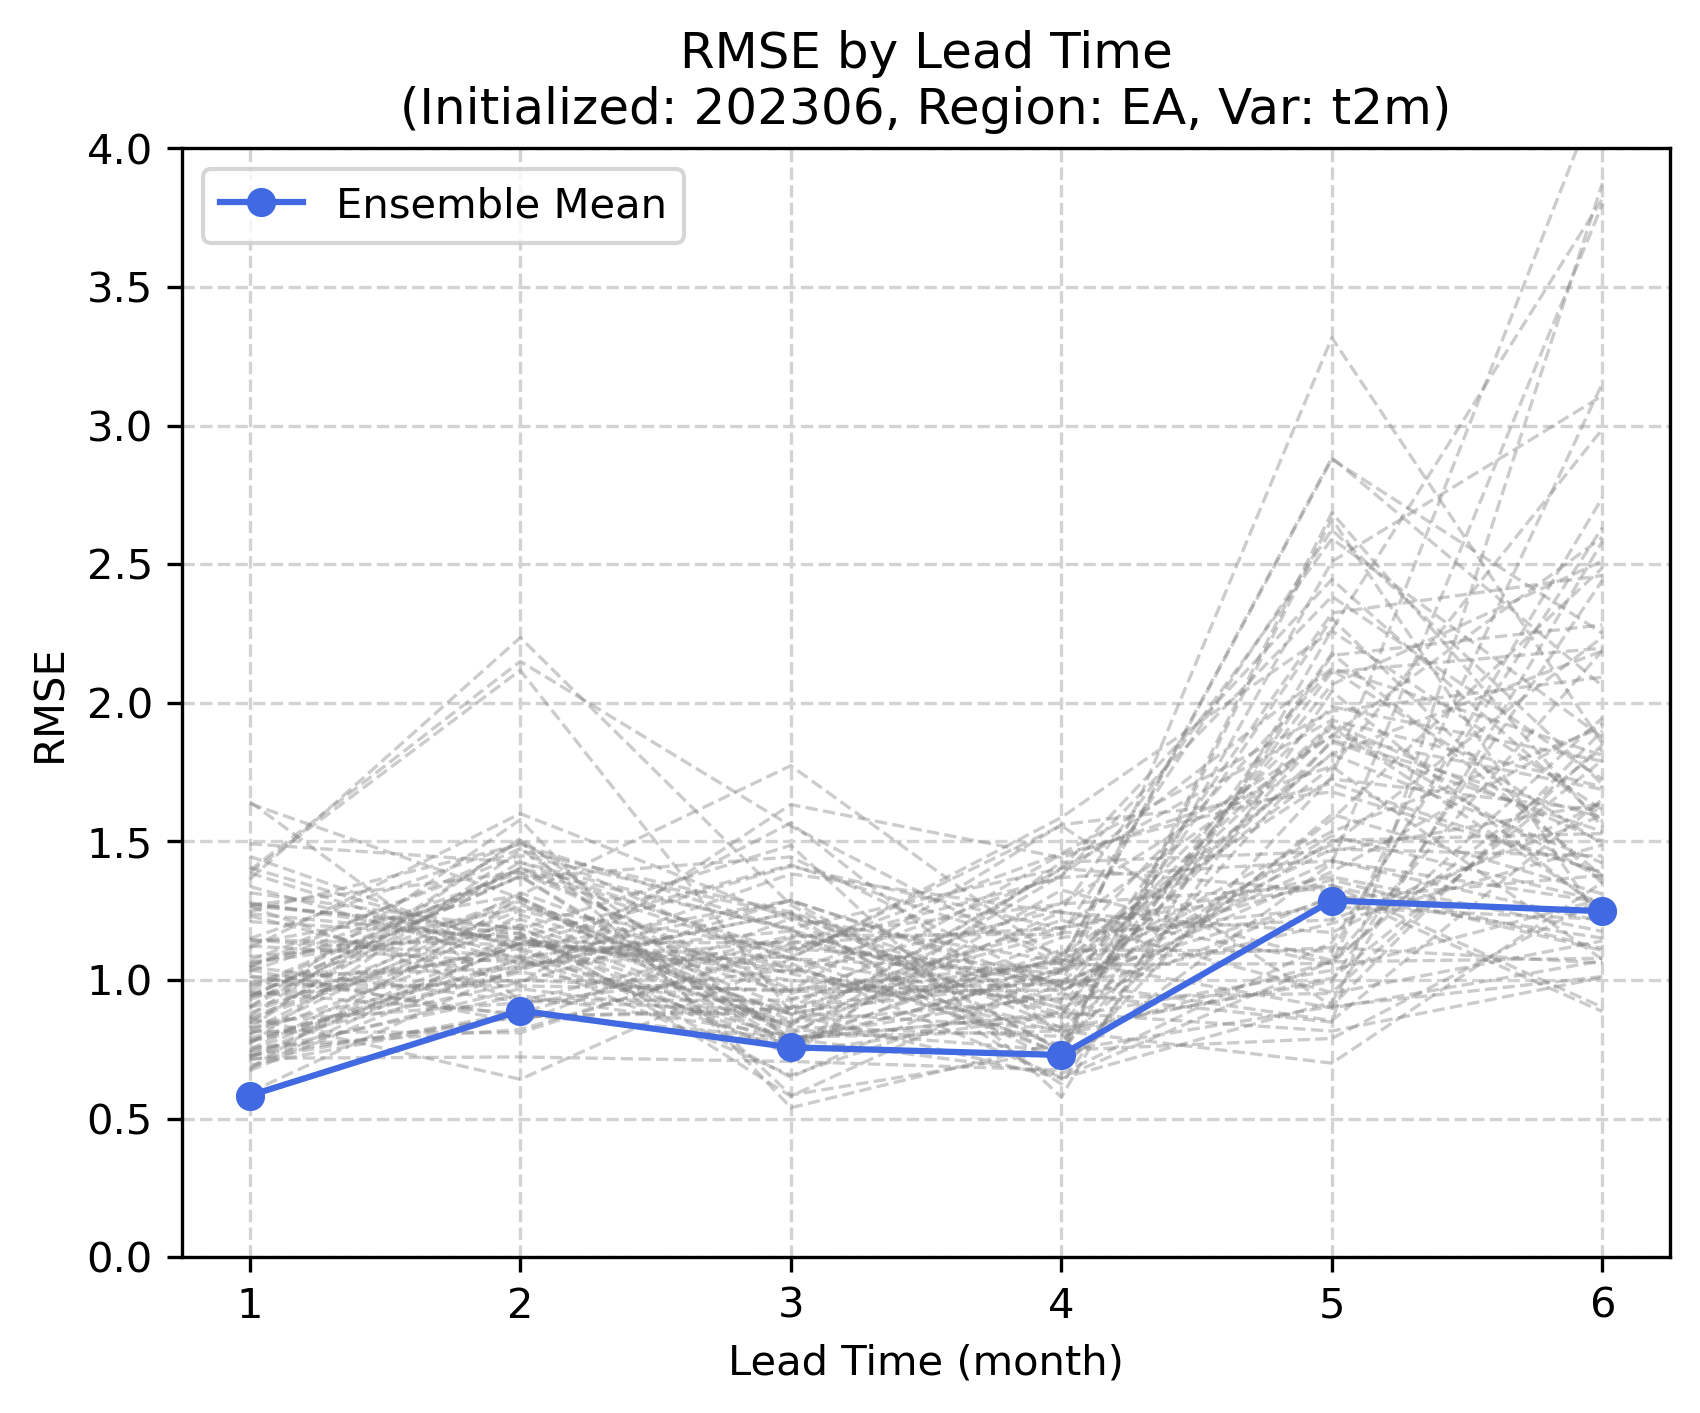 RMSE by Lead Time
(Initialized: 202306, Region: EA, Var: t2m)
Ensemble Mean
4.0
3.5
3.0
2.5
2.0
1.5
1.0
0.5
0.0
RMSE
1 2 3 4 5 6
Lead Time (month)